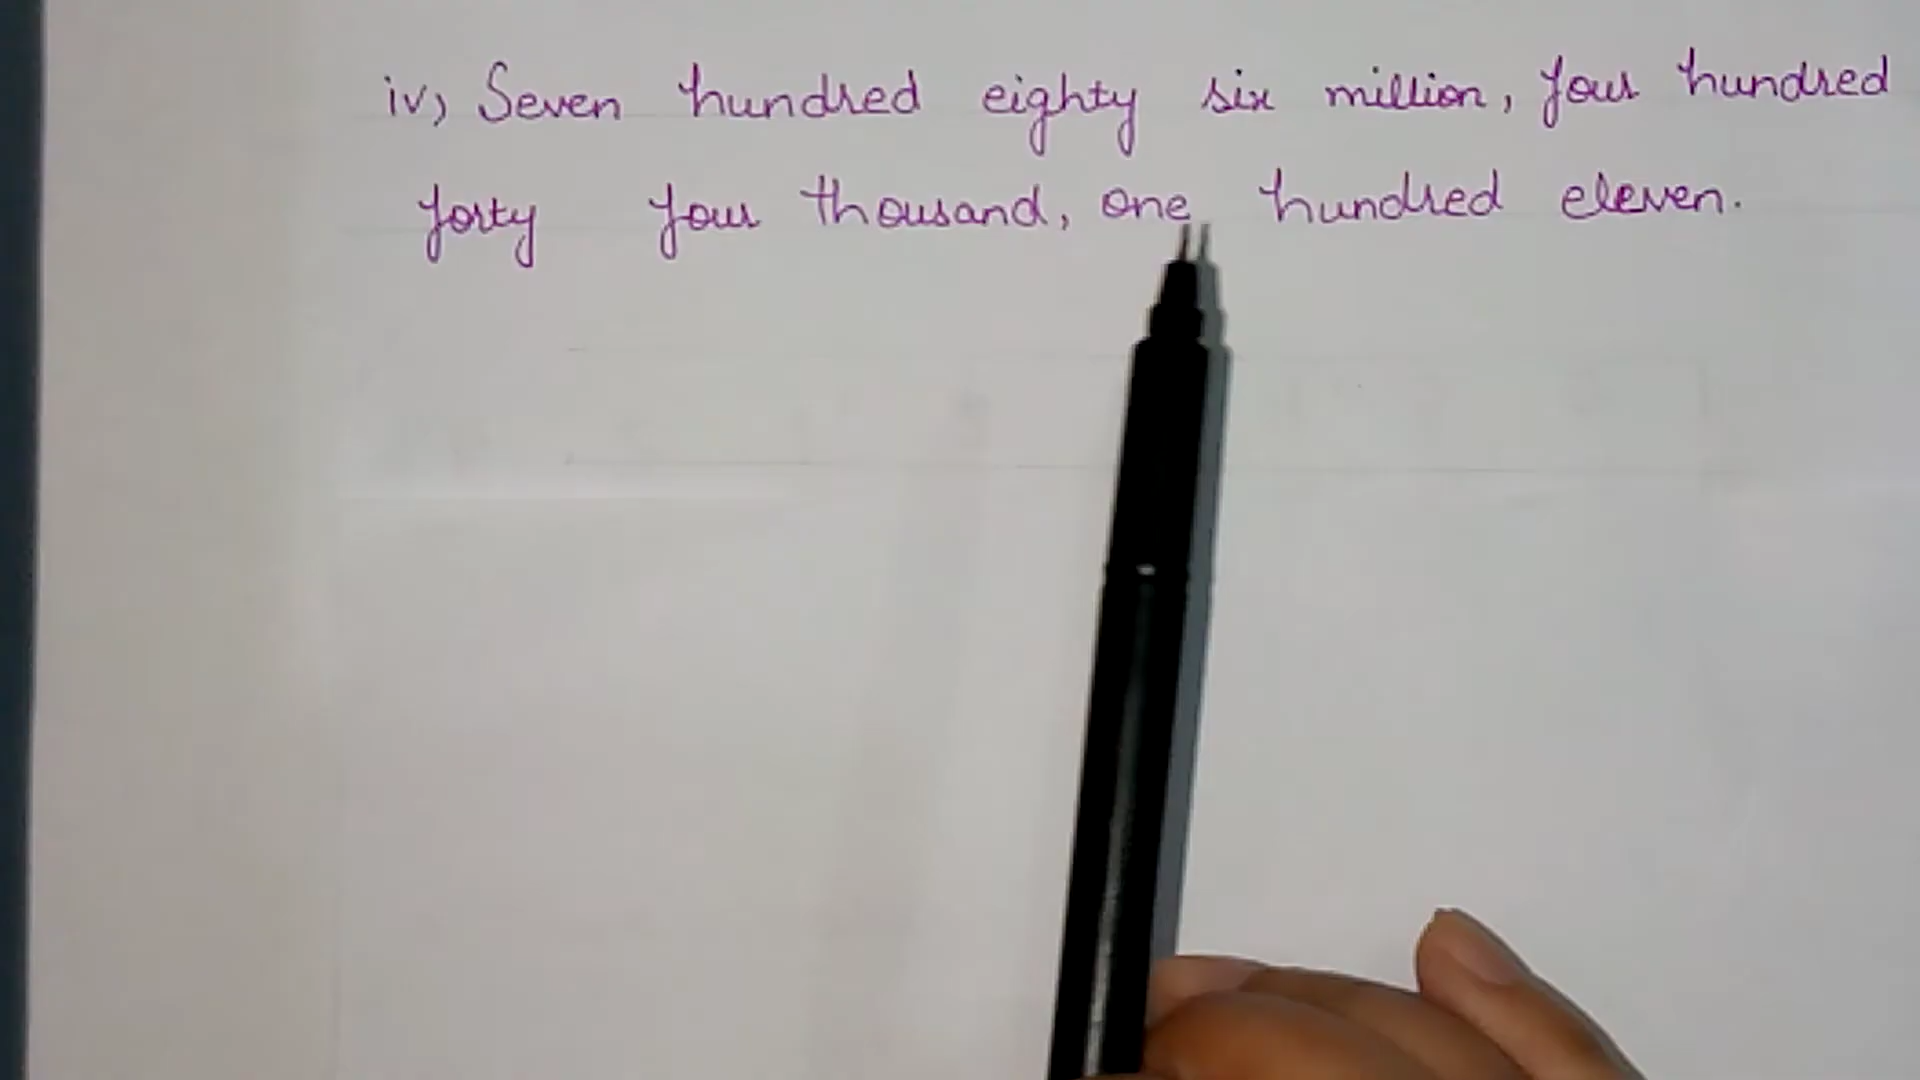 iv) Seven hundred eighty six million, four hundred
forty four thousand, one hundred eleven.